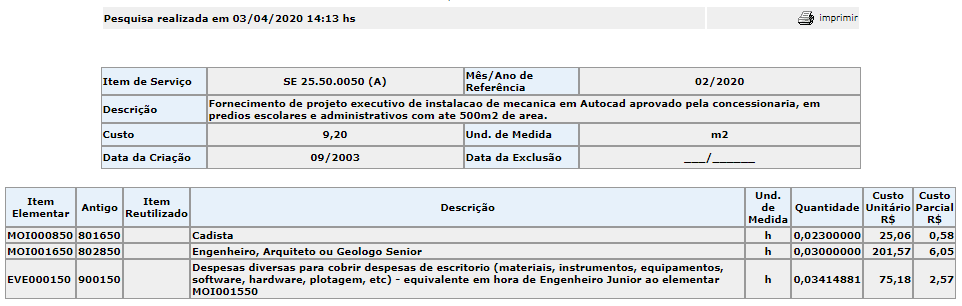 Pesquisa realizada em 03/04/2020 14:13 hs
imprimir
Item de Serviço SE 25.50.0050 (A) Mês/Ano de Referência 02/2020
Descrição Fornecimento de projeto executivo de instalacao de mecanica em Autocad aprovado pela concessionaria, em
predios escolares e administrativos com ate 500m2 de area.
Custo 9,20 Und. de Medida m2
Data da Criação 09/2003 Data da Exclusão ___/______
Item Elementar Antigo Item Reutilizado Descrição Und. de Medida Quantidade Custo Unitário R$ Custo Parcial R$
MOI000850 801650 Cadista h 0,02300000 25,06 0,58
MOI001650 802850 Engenheiro, Arquiteto ou Geologo Senior h 0,03000000 201,57 6,05
EVE000150 900150 Despesas diversas para cobrir despesas de escritorio (materiais, instrumentos, equipamentos,
software, hardware, plotagem, etc) - equivalente em hora de Engenheiro Junior ao elementar
MOI001550 h 0,03414881 75,18 2,57